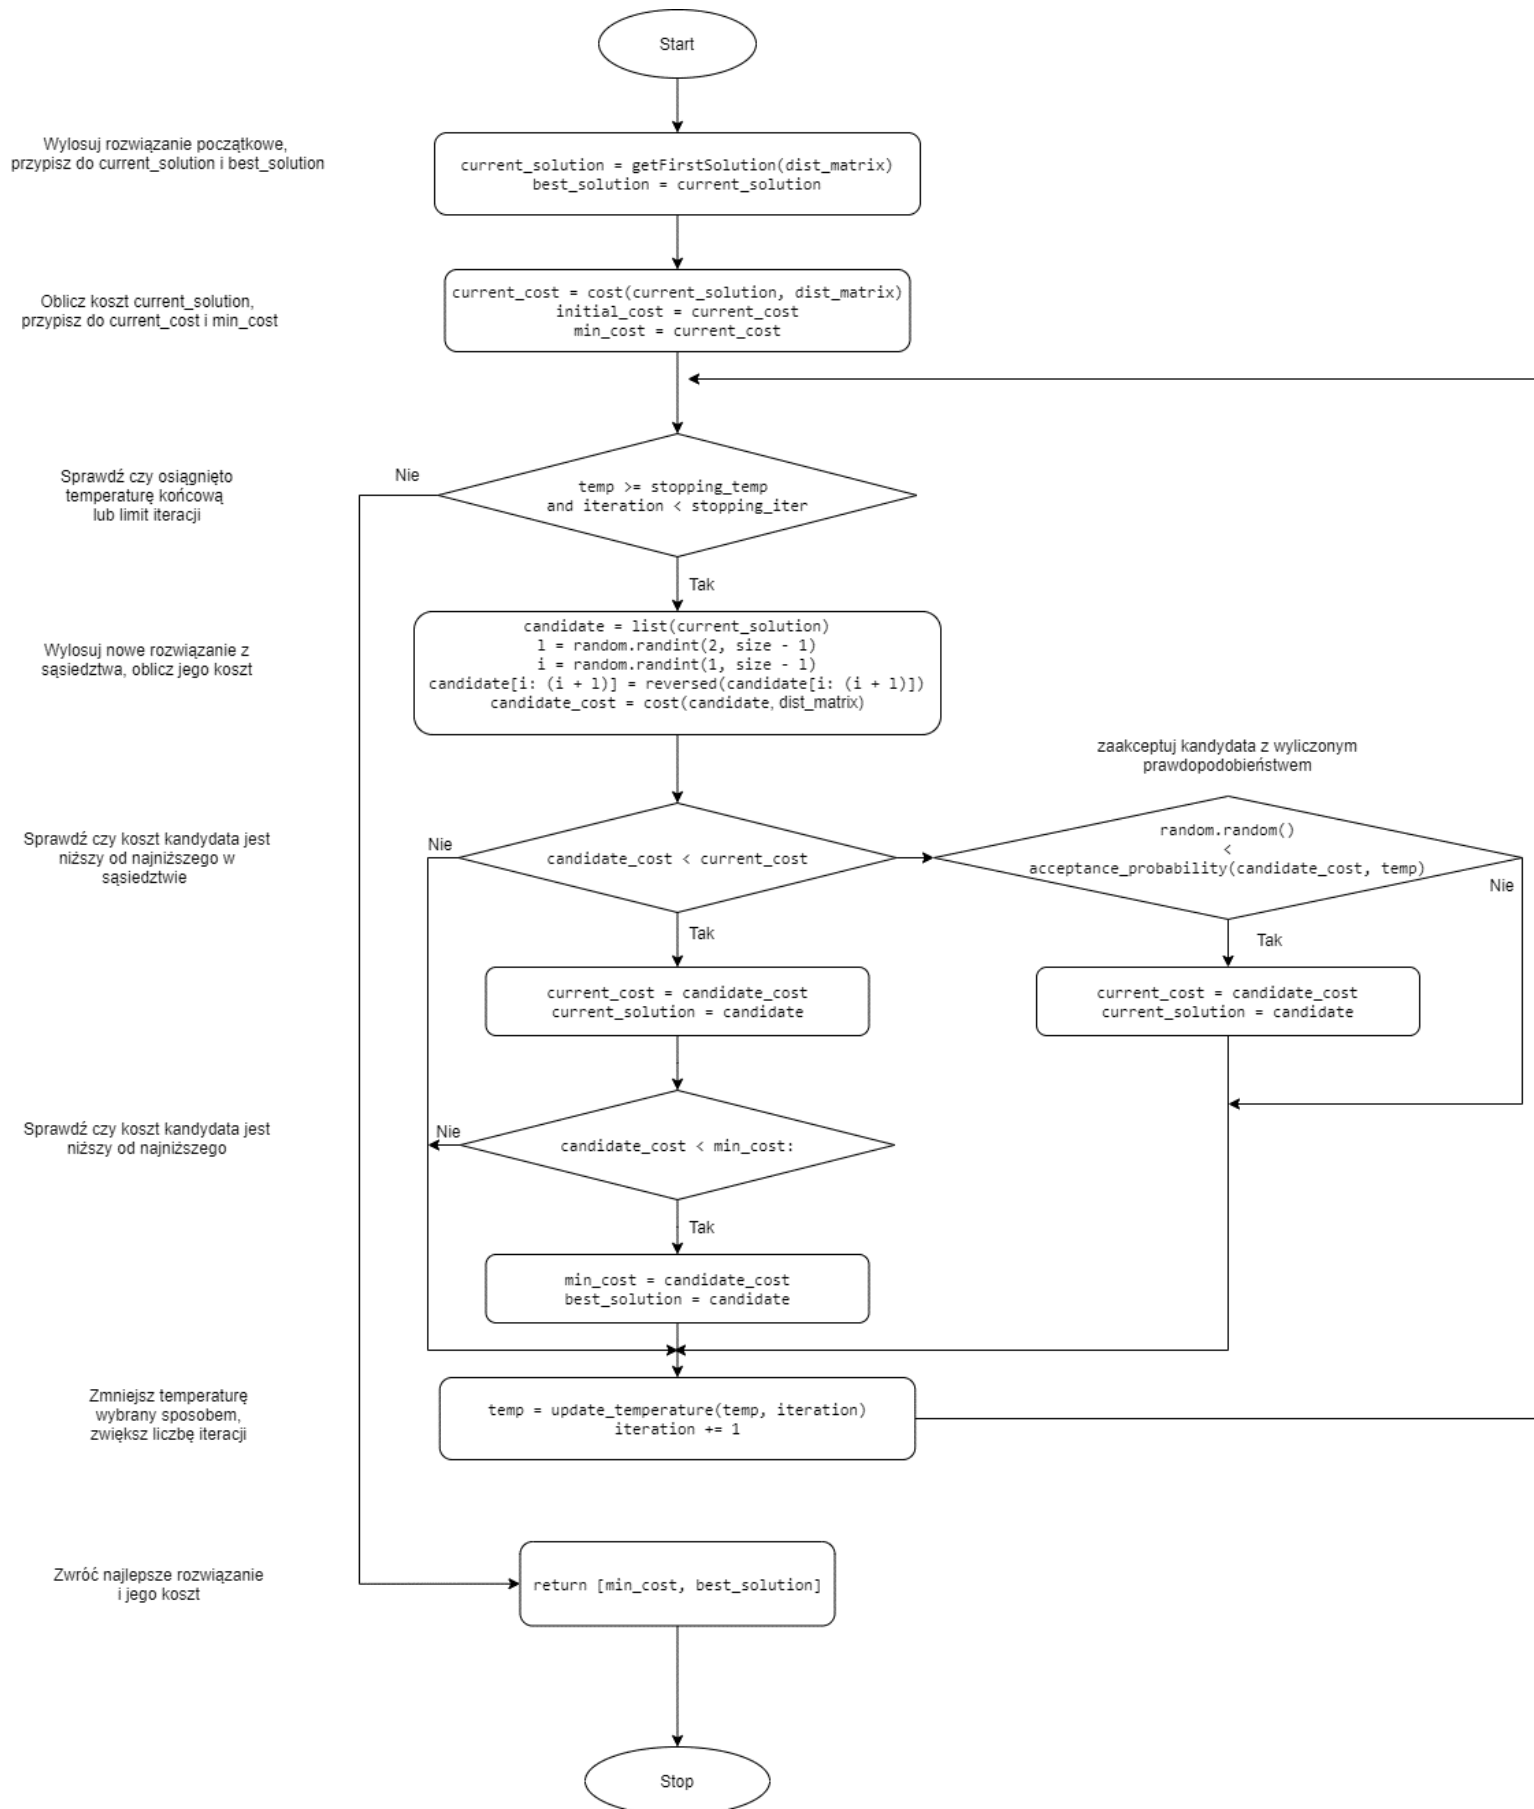 Start
Wylosuj rozwiązanie początkowe,
przypisz do current_solution i best_solution
current_solution = getFirstSolution(dist_matrix)
best_solution = current_solution
Oblicz koszt current_solution,
przypisz do current_cost i min_cost
current_cost = cost(current_solution, dist_matrix)
initial_cost = current_cost
min_cost = current_cost
Sprawdź czy osiągnięto
temperaturę końcową
lub limit iteracji
Nie
temp >= stopping_temp
and iteration < stopping_iter
Tak
Wylosuj nowe rozwiązanie z
sąsiedztwa, oblicz jego koszt
candidate = list(current_solution)
l = random.randint(2, size - 1)
i = random.randint(1, size - l)
candidate[i: (i + l)] = reversed(candidate[i: (i + l)])
candidate_cost = cost(candidate, dist_matrix)
zaakceptuj kandydata z wyliczonym
prawdopodobieństwem
Sprawdź czy koszt kandydata jest
niższy od najniższego w
sąsiedztwie
Nie
candidate_cost < current_cost
random.random()
<
acceptance_probability(candidate_cost, temp)
Nie
Tak
Tak
current_cost = candidate_cost
current_solution = candidate
current_cost = candidate_cost
current_solution = candidate
Sprawdź czy koszt kandydata jest
niższy od najniższego
Nie
candidate_cost < min_cost:
Tak
min_cost = candidate_cost
best_solution = candidate
Zmniejsz temperaturę
wybrany sposobem,
zwiększ liczbę iteracji
temp = update_temperature(temp, iteration)
iteration += 1
Zwróć najlepsze rozwiązanie
i jego koszt
return [min_cost, best_solution]
Stop